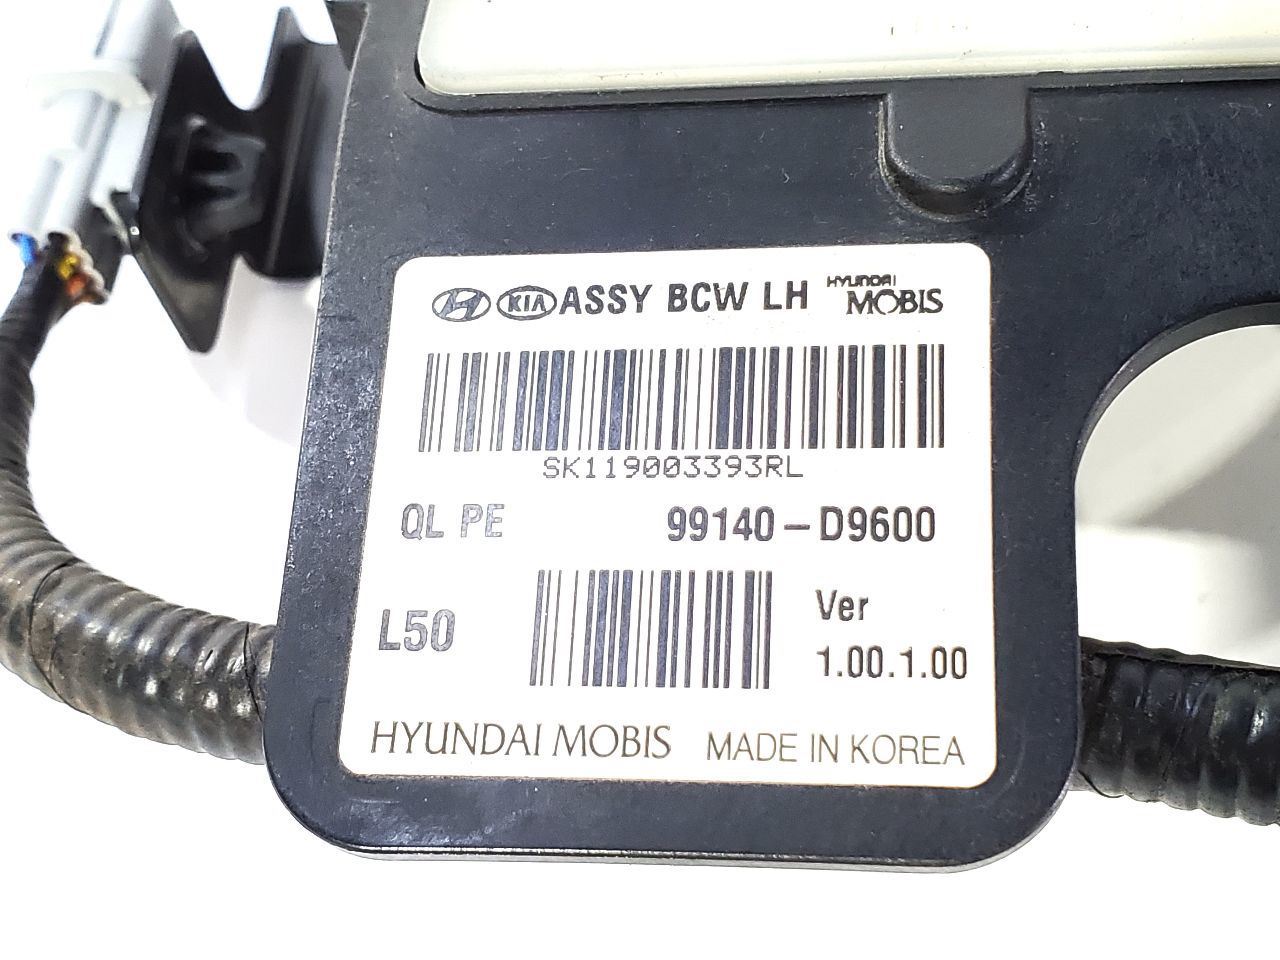 KIA ASSY BCW LH HYUNDAI MOBIS
SK119003393RL
QL PE 99140-D9600
L50 Ver 1.00.1.00
HYUNDAI MOBIS MADE IN KOREA